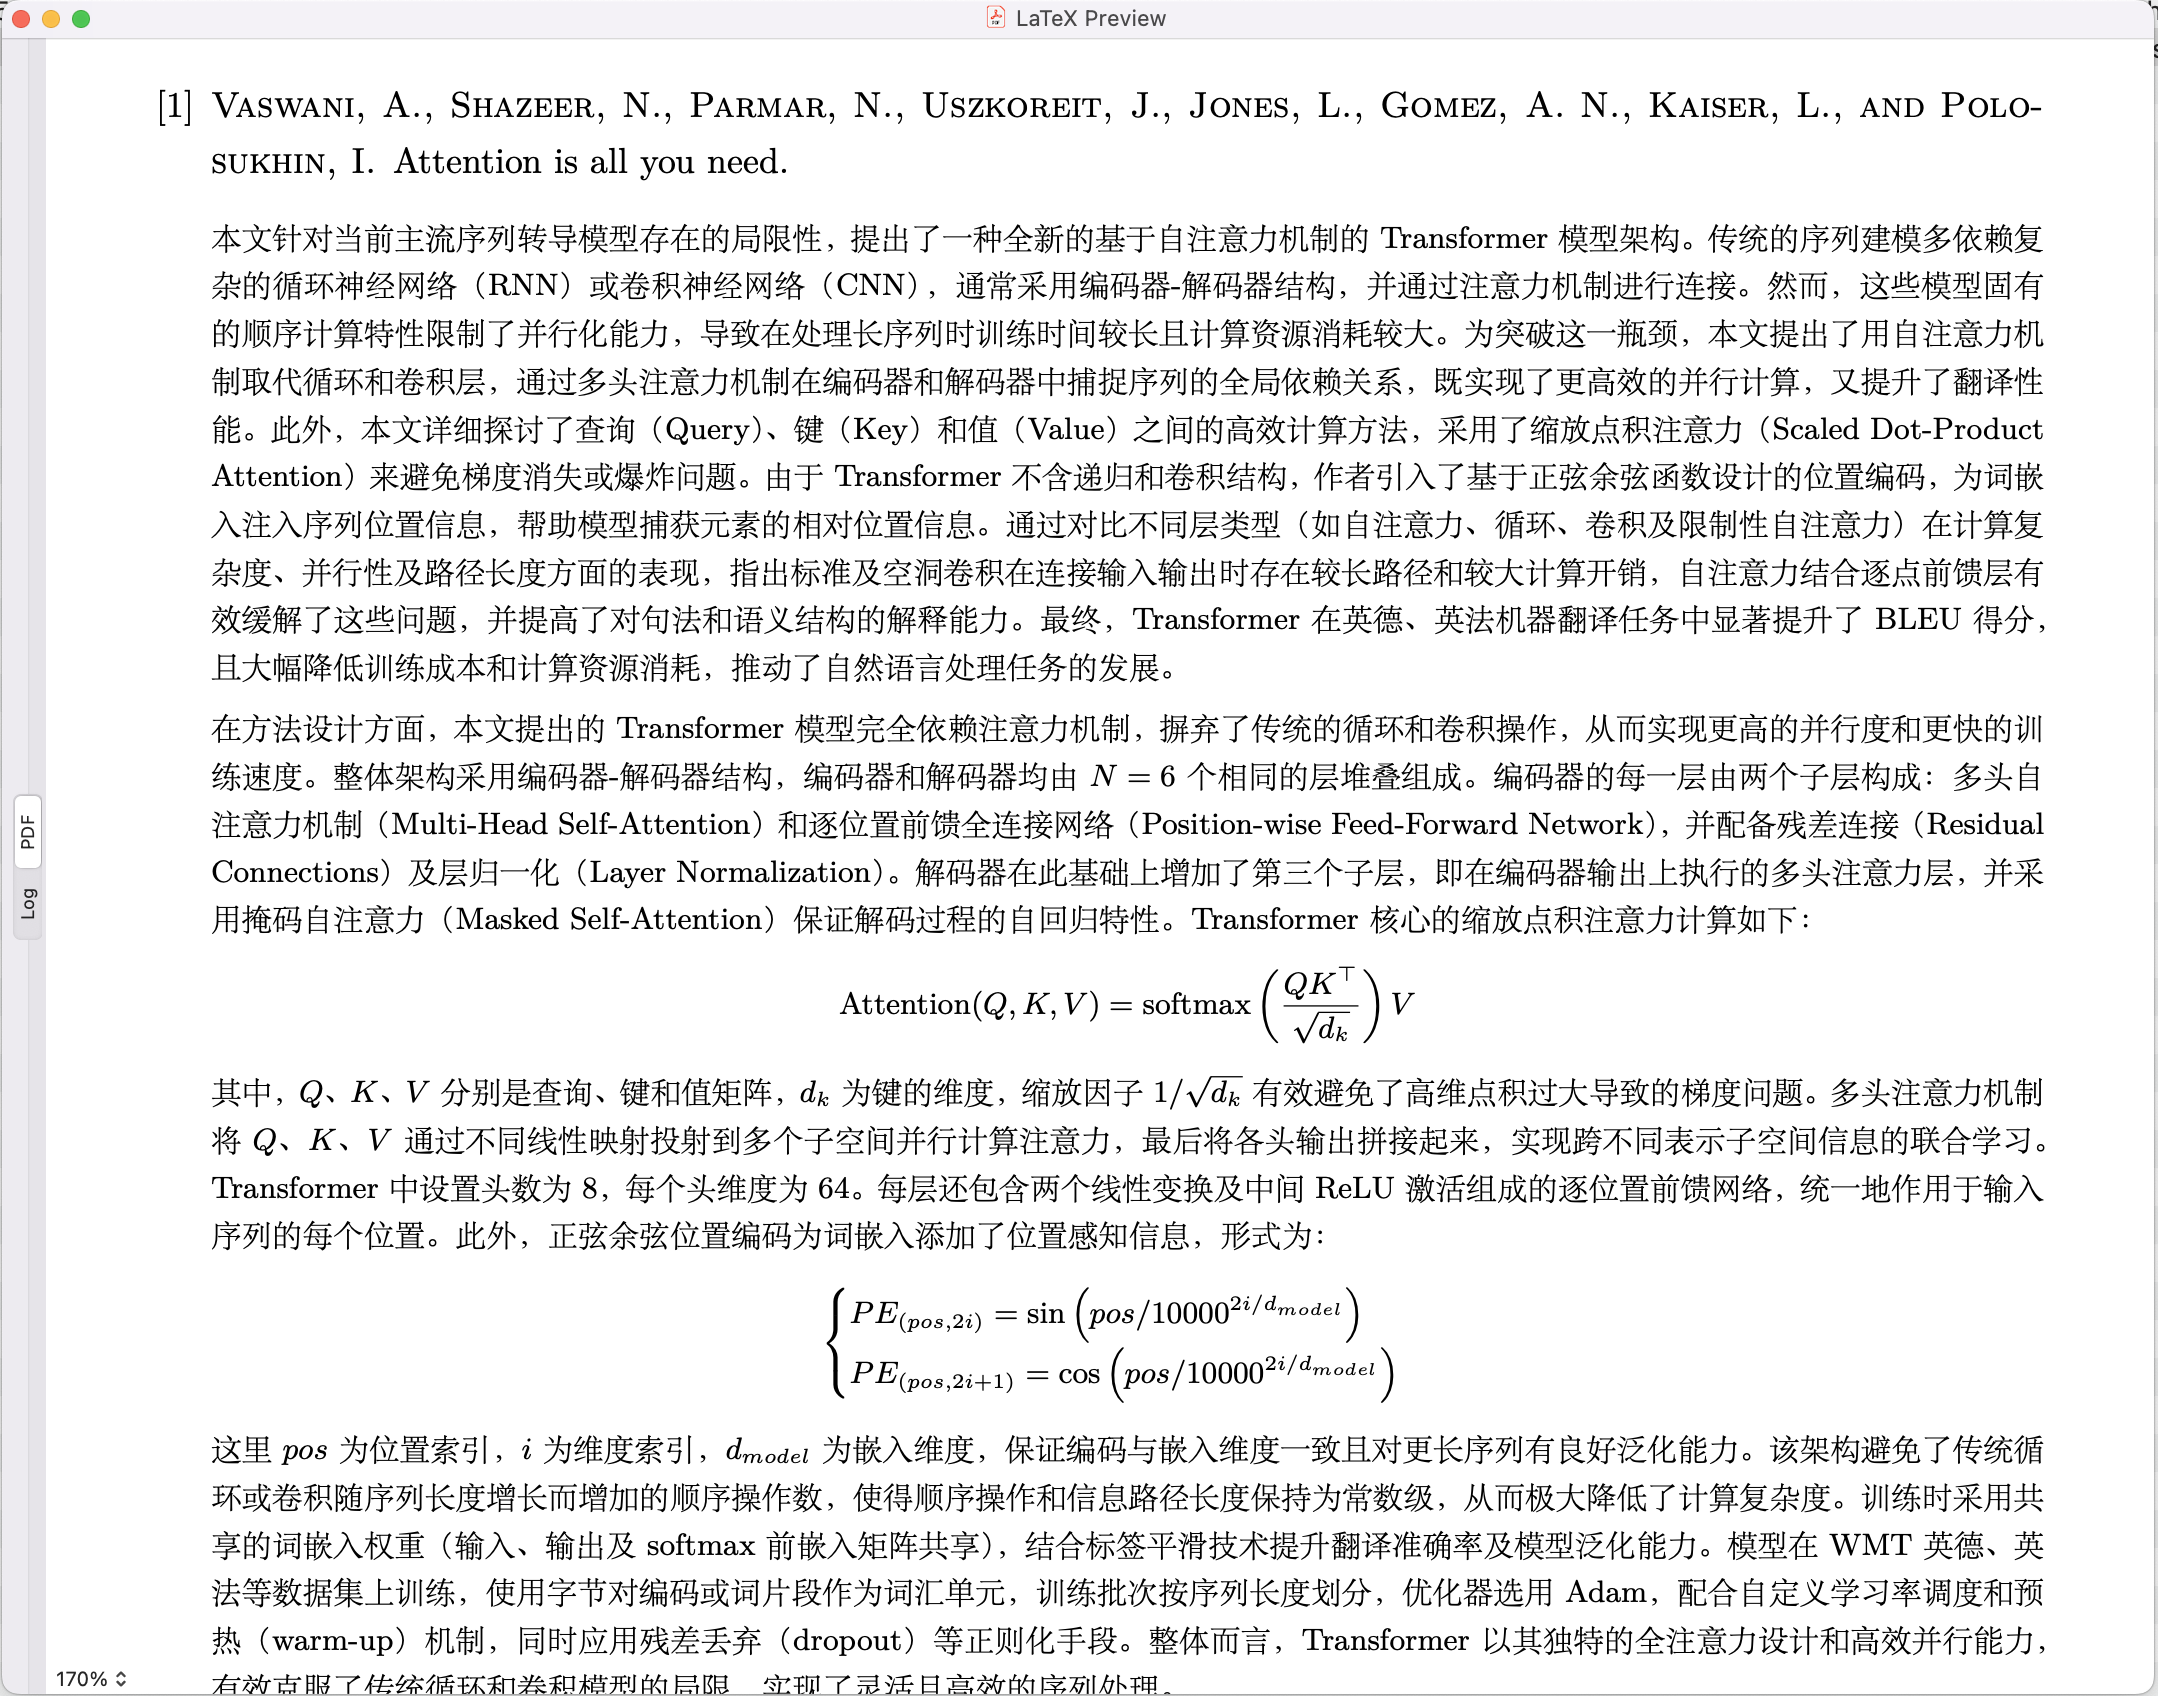 LaTeX Preview
[1] VASWANI, A., SHAZEER, N., PARMAR, N., USZKOREIT, J., JONES, L., GOMEZ, A. N., KAISER, L., AND POLO-
SUKHIN, I. Attention is all you need.
本文针对当前主流序列转导模型存在的局限性，提出了一种全新的基于自注意力机制的 Transformer 模型架构。传统的序列建模多依赖复
杂的循环神经网络（RNN）或卷积神经网络（CNN），通常采用编码器-解码器结构，并通过注意力机制进行连接。然而，这些模型固有
的顺序计算特性限制了并行化能力，导致在处理长序列时训练时间较长且计算资源消耗较大。为突破这一瓶颈，本文提出了用自注意力机
制取代循环和卷积层，通过多头注意力机制在编码器和解码器中捕捉序列的全局依赖关系，既实现了更高效的并行计算，又提升了翻译性
能。此外，本文详细探讨了查询（Query）、键（Key）和值（Value）之间的高效计算方法，采用了缩放点积注意力（Scaled Dot-Product
Attention）来避免梯度消失或爆炸问题。由于 Transformer 不含递归和卷积结构，作者引入了基于正弦余弦函数设计的位置编码，为词嵌
入注入序列位置信息，帮助模型捕获元素的相对位置信息。通过对比不同层类型（如自注意力、循环、卷积及限制性自注意力）在计算复
杂度、并行性及路径长度方面的表现，指出标准及空洞卷积在连接输入输出时存在较长路径和较大计算开销，自注意力结合逐点前馈层有
效缓解了这些问题，并提高了对句法和语义结构的解释能力。最终，Transformer 在英德、英法机器翻译任务中显著提升了 BLEU 得分，
且大幅降低训练成本和计算资源消耗，推动了自然语言处理任务的发展。
在方法设计方面，本文提出的 Transformer 模型完全依赖注意力机制，摒弃了传统的循环和卷积操作，从而实现更高的并行度和更快的训
练速度。整体架构采用编码器-解码器结构，编码器和解码器均由 N = 6 个相同的层堆叠组成。编码器的每一层由两个子层构成：多头自
注意力机制（Multi-Head Self-Attention）和逐位置前馈全连接网络（Position-wise Feed-Forward Network），并配备残差连接（Residual
Connections）及层归一化（Layer Normalization）。解码器在此基础上增加了第三个子层，即在编码器输出上执行的多头注意力层，并采
用掩码自注意力（Masked Self-Attention）保证解码过程的自回归特性。Transformer 核心的缩放点积注意力计算如下：
Attention(Q, K, V) = softmax (QK⊤ / √d_k) V
其中，Q、K、V 分别是查询、键和值矩阵，d_k 为键的维度，缩放因子 1/√d_k 有效避免了高维点积过大导致的梯度问题。多头注意力机制
将 Q、K、V 通过不同线性映射投射到多个子空间并行计算注意力，最后将各头输出拼接起来，实现跨不同表示子空间信息的联合学习。
Transformer 中设置头数为 8，每个头维度为 64。每层还包含两个线性变换及中间 ReLU 激活组成的逐位置前馈网络，统一地作用于输入
序列的每个位置。此外，正弦余弦位置编码为词嵌入添加了位置感知信息，形式为：
PE_(pos,2i) = sin (pos/10000^{2i/d_model})
PE_(pos,2i+1) = cos (pos/10000^{2i/d_model})
这里 pos 为位置索引，i 为维度索引，d_model 为嵌入维度，保证编码与嵌入维度一致且对更长序列有良好泛化能力。该架构避免了传统循
环或卷积随序列长度增长而增加的顺序操作数，使得顺序操作和信息路径长度保持为常数级，从而极大降低了计算复杂度。训练时采用共
享的词嵌入权重（输入、输出及 softmax 前嵌入矩阵共享），结合标签平滑技术提升翻译准确率及模型泛化能力。模型在 WMT 英德、英
法等数据集上训练，使用字节对编码或词片段作为词汇单元，训练批次按序列长度划分，优化器选用 Adam，配合自定义学习率调度和预
热（warm-up）机制，同时应用残差丢弃（dropout）等正则化手段。整体而言，Transformer 以其独特的全注意力设计和高效并行能力，
有效克服了传统循环和卷积模型的局限，实现了灵活且高效的序列处理。
PDF
Log
170%